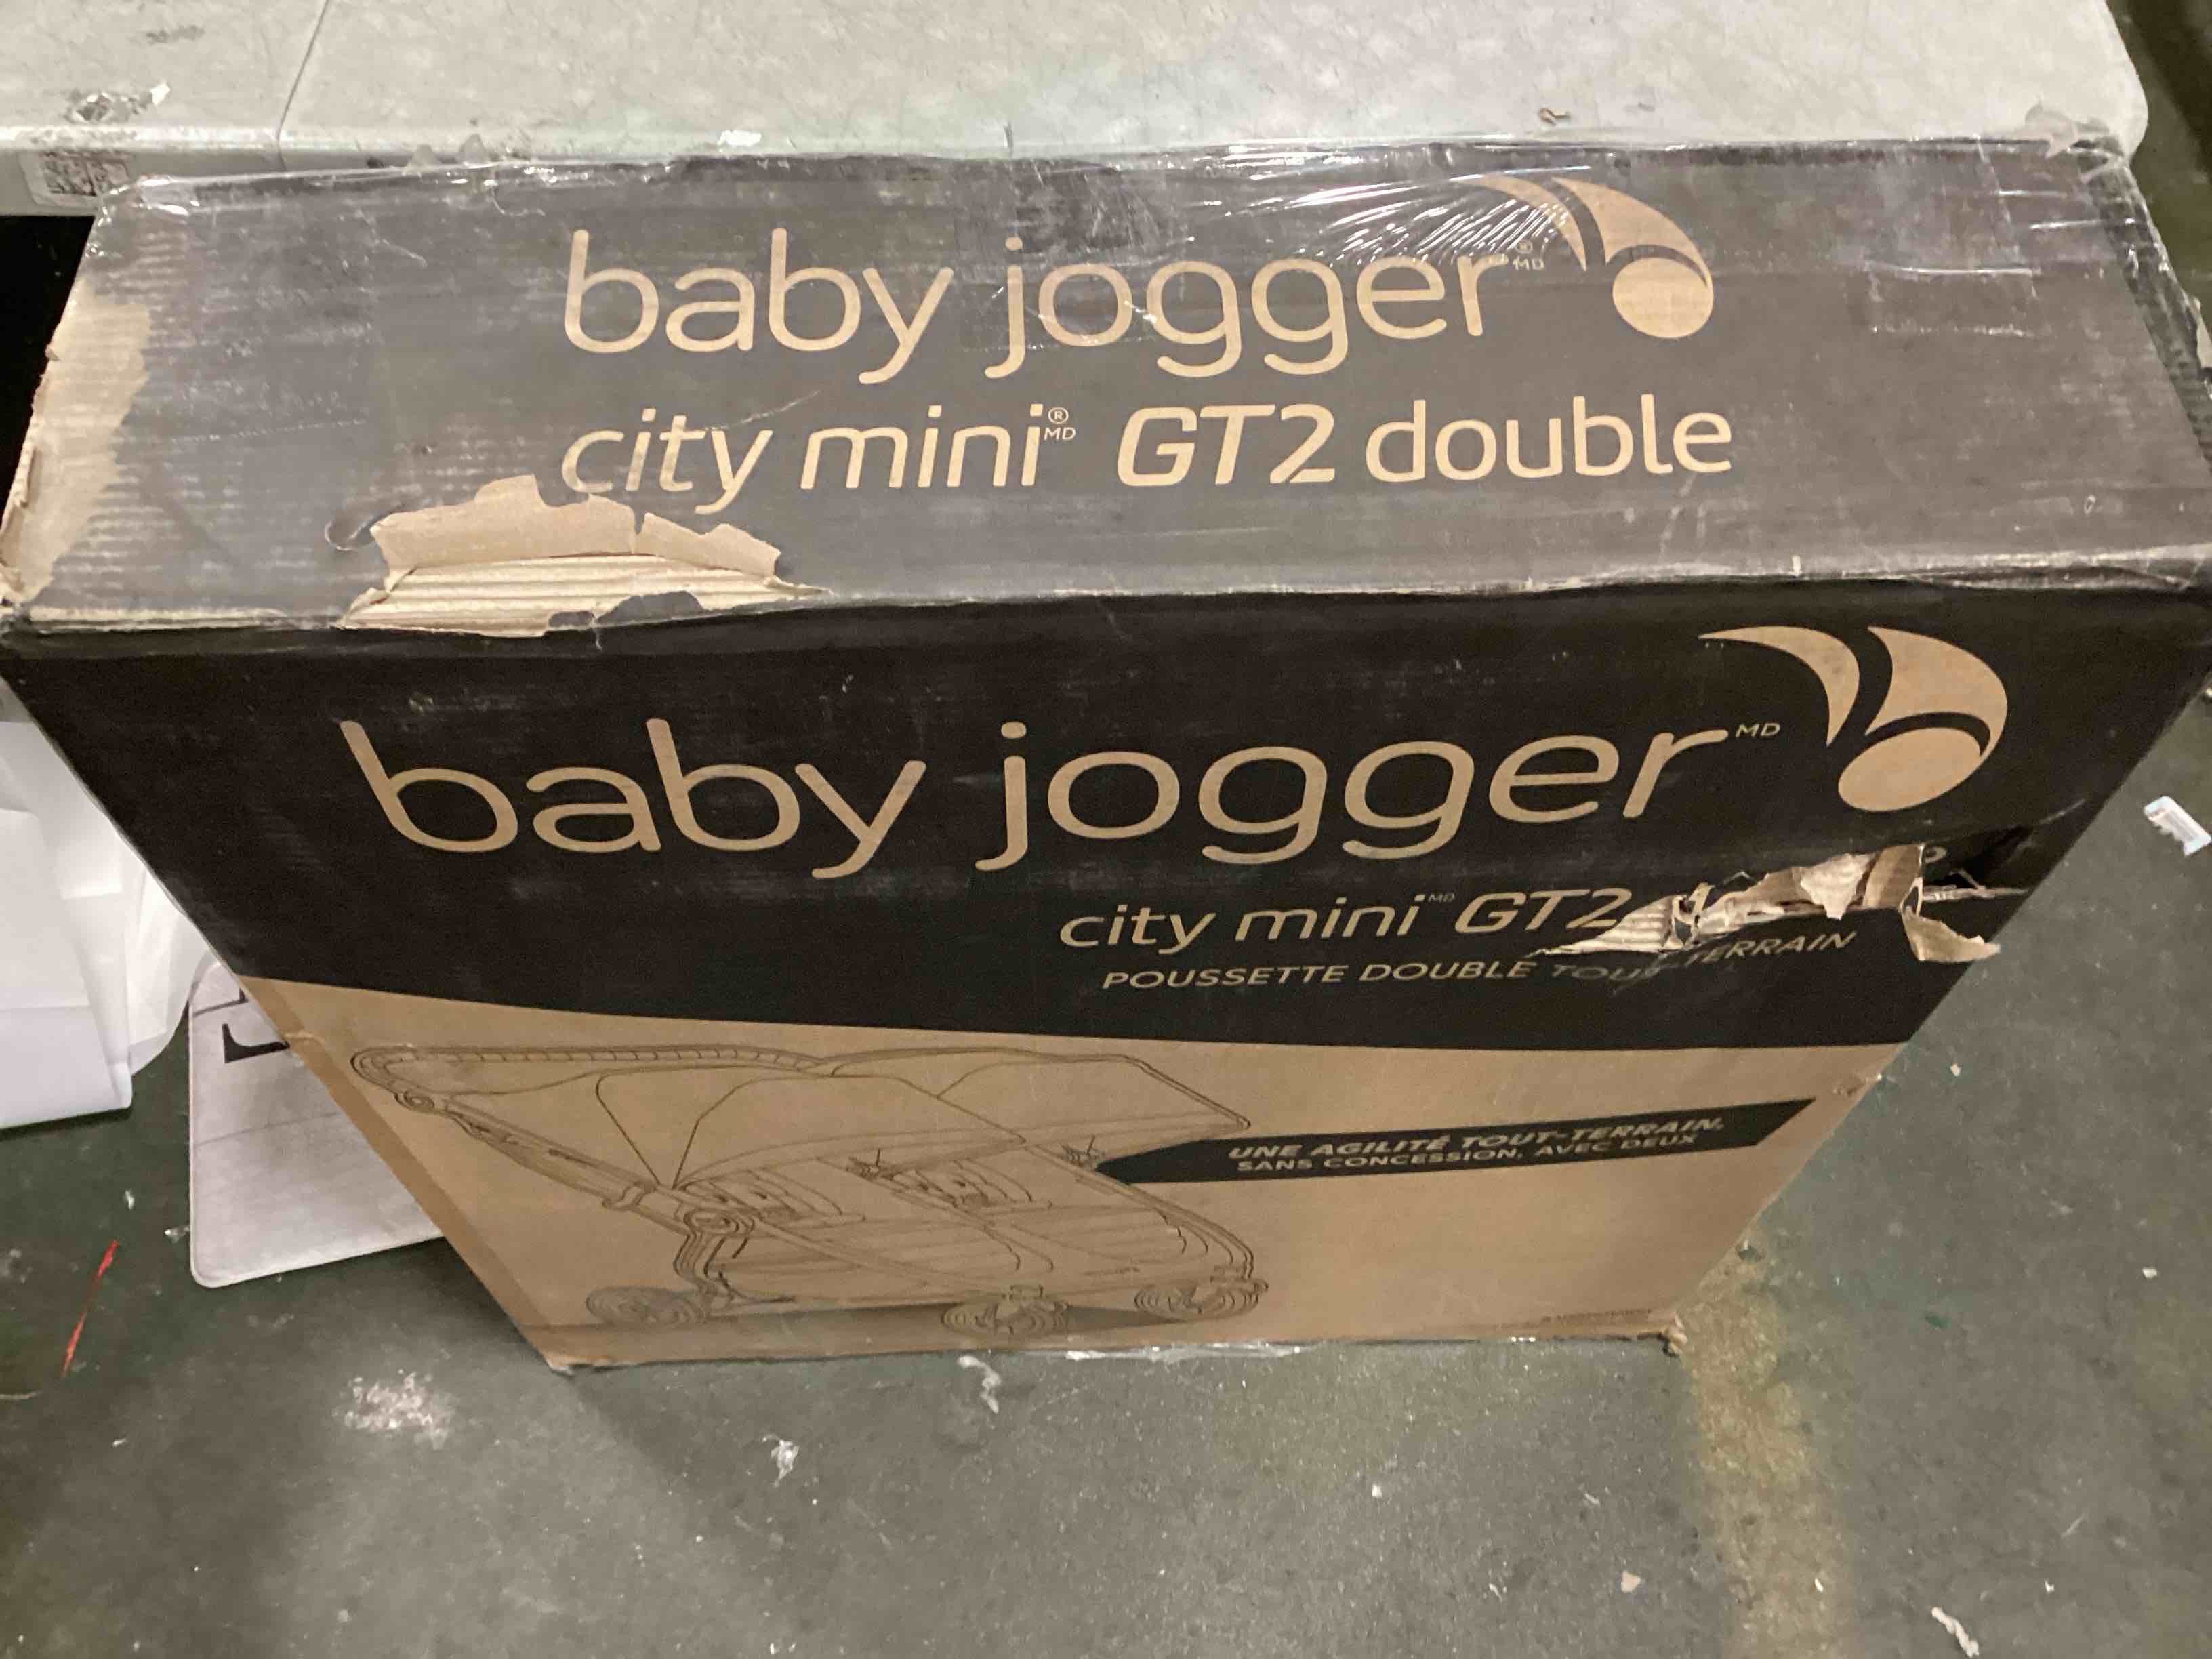 baby jogger®MD
city mini®MD GT2 double
baby jogger MD
city mini MD GT2
POUSSETTE DOUBLE TOUT-TERRAIN
UNE AGILITÉ TOUT-TERRAIN,
SANS CONCESSION, AVEC DEUX